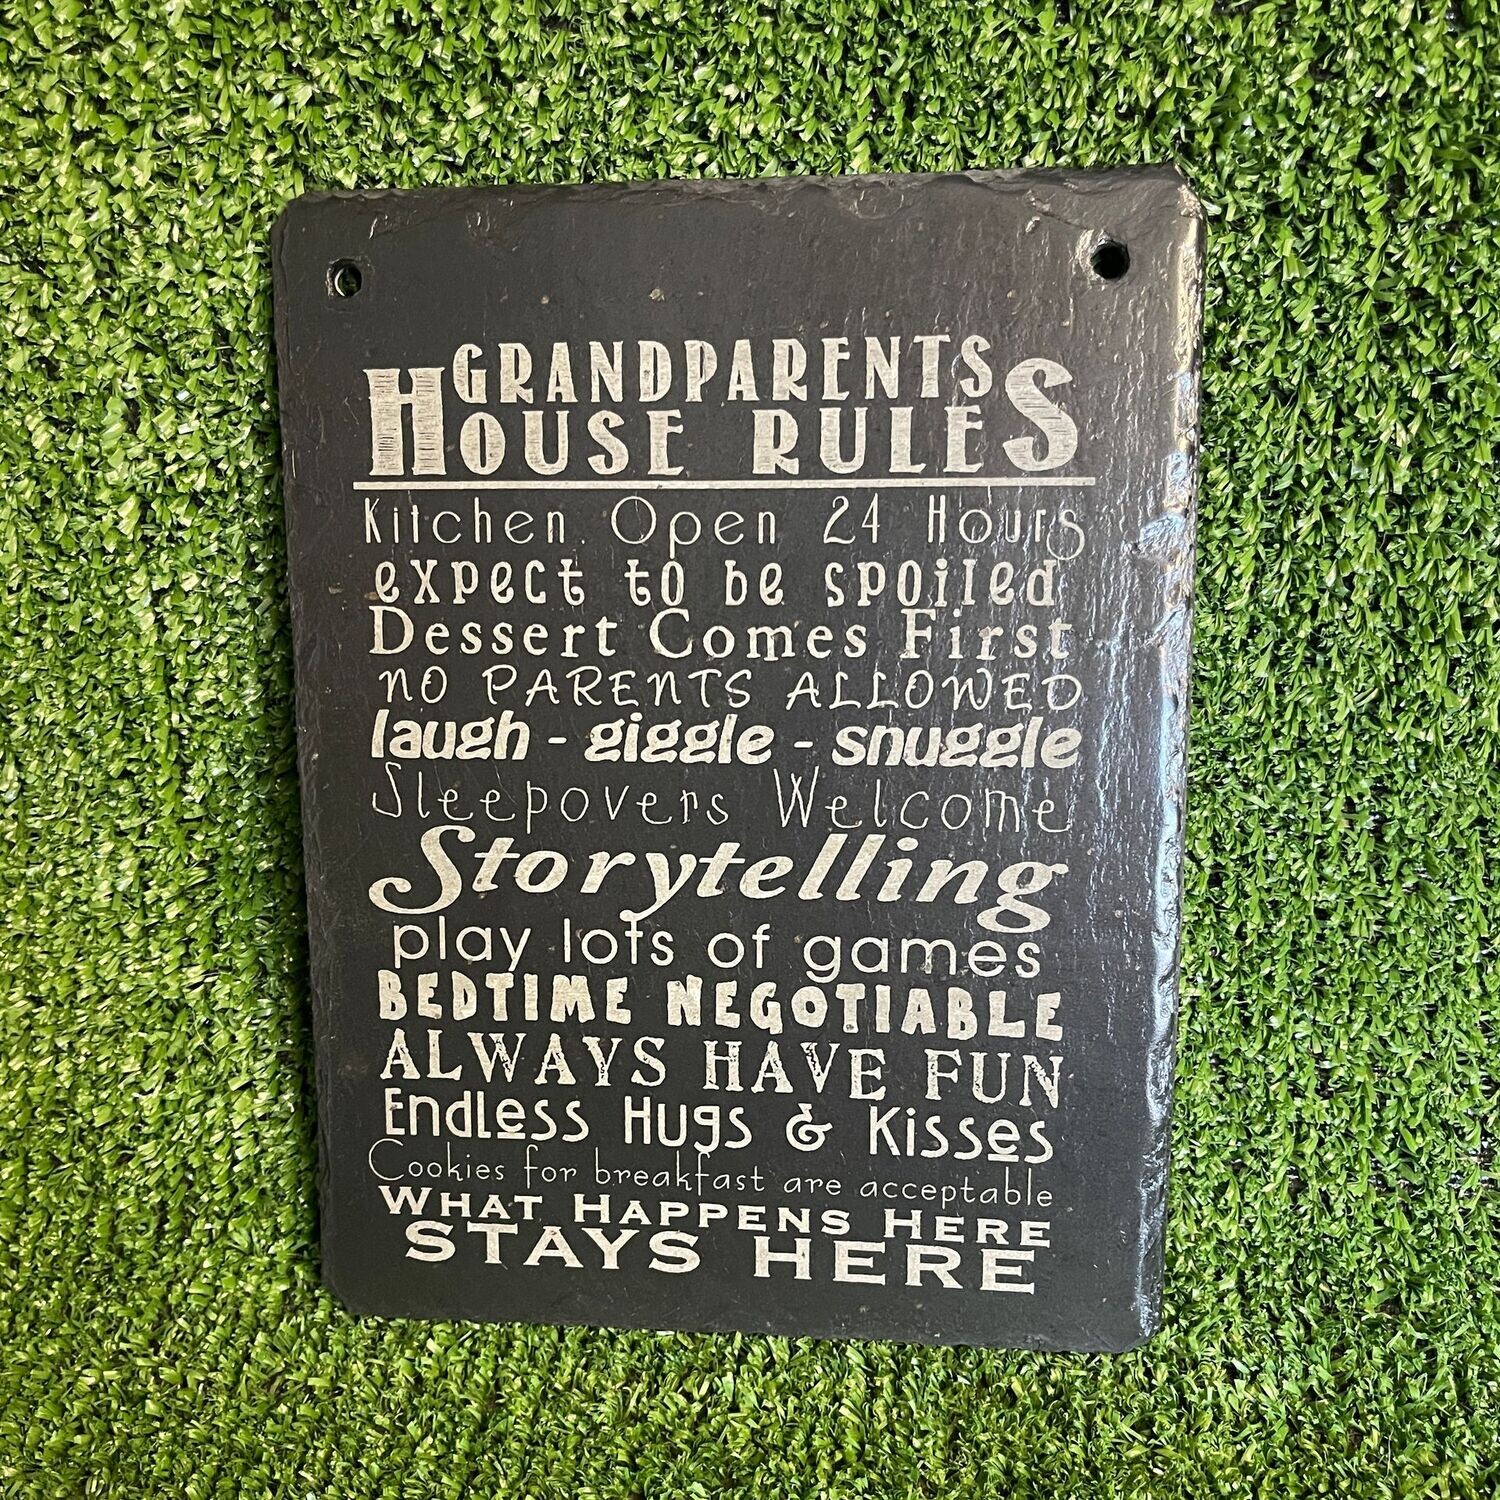 GRANDPARENTS
HOUSE RULES
Kitchen Open 24 Hours
expect to be spoiled
Dessert Comes First
NO PARENTS ALLOWED
laugh - giggle - snuggle
Sleepovers Welcome
Storytelling
play lots of games
BEDTIME NEGOTIABLE
ALWAYS HAVE FUN
Endless Hugs & Kisses
Cookies for breakfast are acceptable
WHAT HAPPENS HERE
STAYS HERE